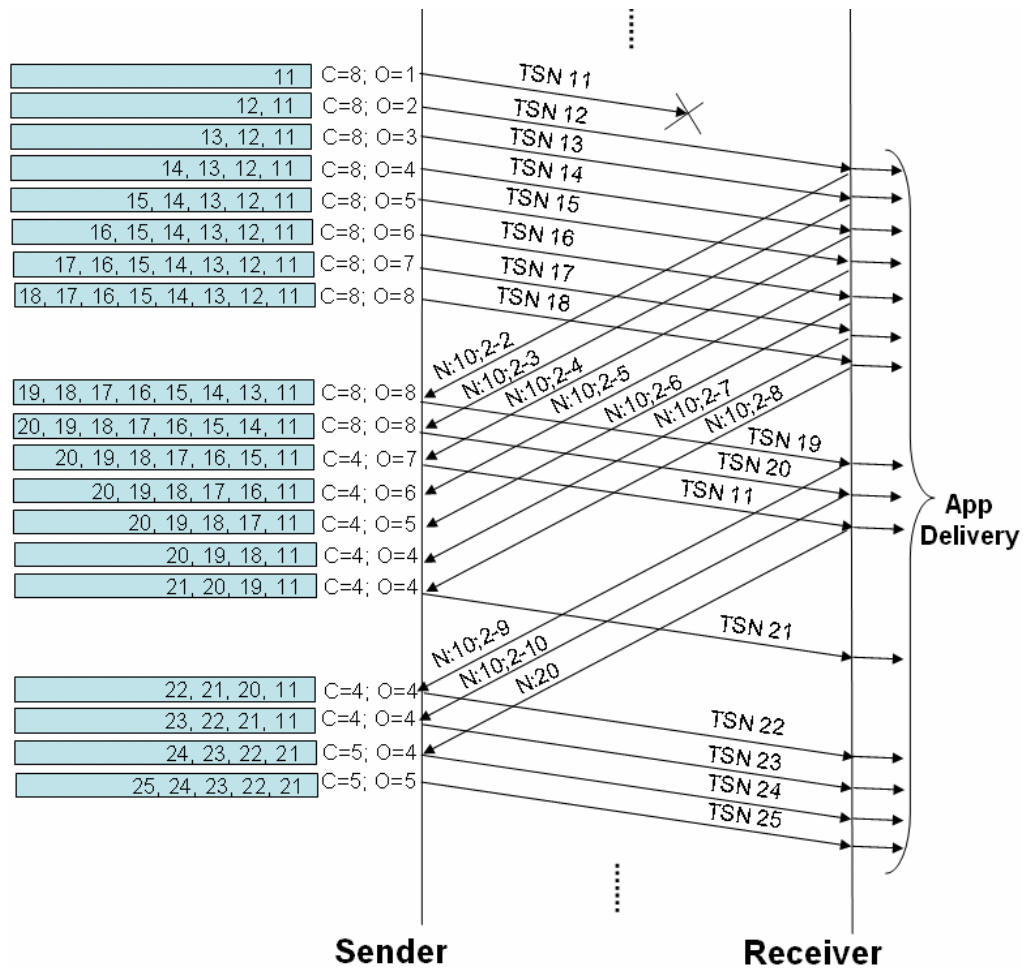 11 C=8; O=1 TSN 11
12, 11 C=8; O=2 TSN 12
13, 12, 11 C=8; O=3 TSN 13
14, 13, 12, 11 C=8; O=4 TSN 14
15, 14, 13, 12, 11 C=8; O=5 TSN 15
16, 15, 14, 13, 12, 11 C=8; O=6 TSN 16
17, 16, 15, 14, 13, 12, 11 C=8; O=7 TSN 17
18, 17, 16, 15, 14, 13, 12, 11 C=8; O=8 TSN 18
N:10;2-2
N:10;2-3
N:10;2-4
N:10;2-5
N:10;2-6
N:10;2-7
N:10;2-8
19, 18, 17, 16, 15, 14, 13, 11 C=8; O=8 TSN 19
20, 19, 18, 17, 16, 15, 14, 11 C=8; O=8 TSN 20
20, 19, 18, 17, 16, 15, 11 C=4; O=7 TSN 11
20, 19, 18, 17, 16, 11 C=4; O=6
20, 19, 18, 17, 11 C=4; O=5
20, 19, 18, 11 C=4; O=4
21, 20, 19, 11 C=4; O=4 TSN 21
App
Delivery
N:10;2-9
N:10;2-10
N:20
22, 21, 20, 11 C=4; O=4 TSN 22
23, 22, 21, 11 C=4; O=4 TSN 23
24, 23, 22, 21 C=5; O=4 TSN 24
25, 24, 23, 22, 21 C=5; O=5 TSN 25
Sender
Receiver